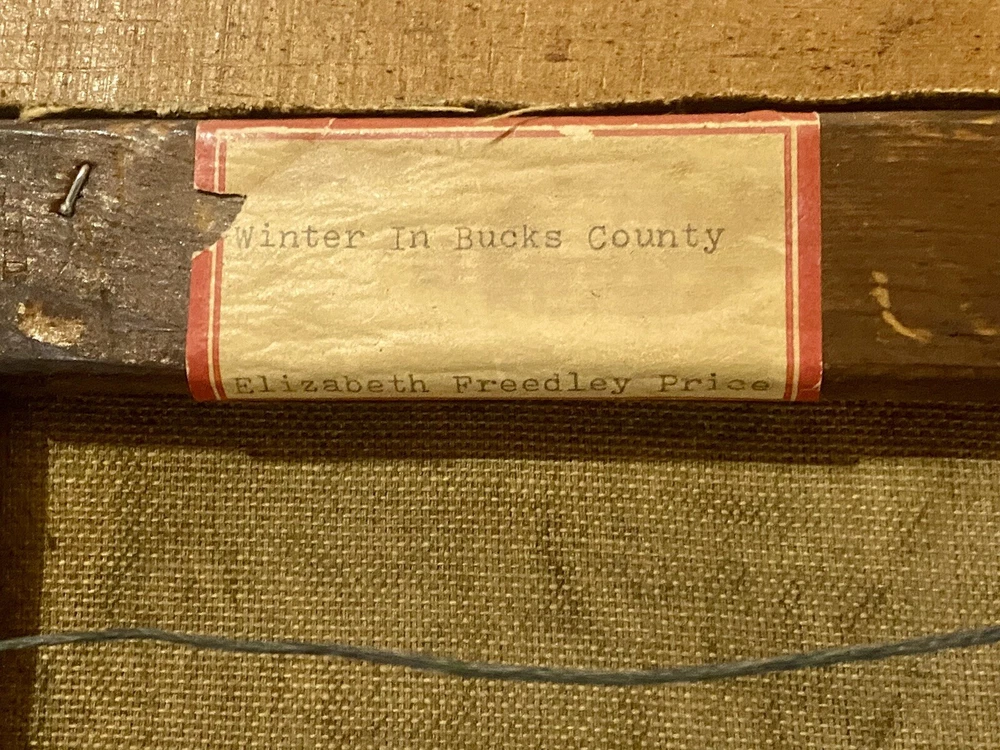 Winter In Bucks County
Elizabeth Freedley Price